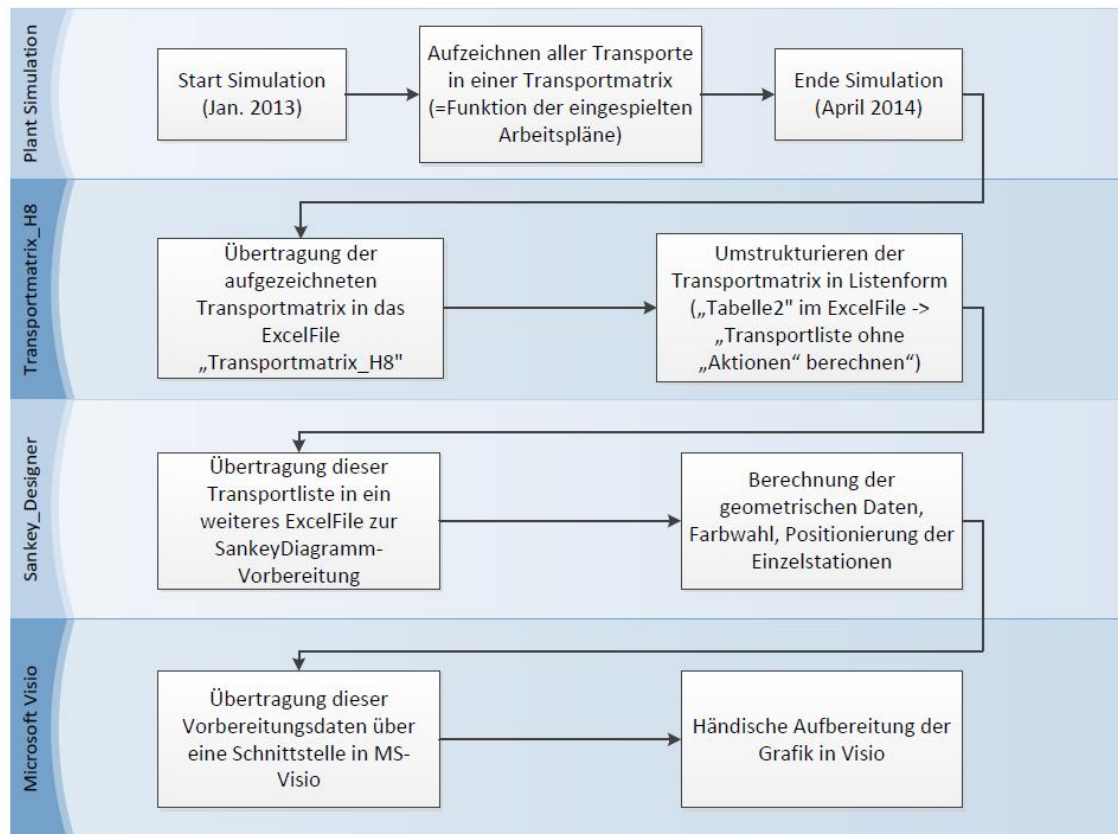 Plant Simulation
Start Simulation
(Jan. 2013)
Aufzeichnen aller Transporte
in einer Transportmatrix
(=Funktion der eingespielten
Arbeitspläne)
Ende Simulation
(April 2014)
Transportmatrix_H8
Übertragung der
aufgezeichneten
Transportmatrix in das
ExcelFile
„Transportmatrix_H8"
Umstrukturieren der
Transportmatrix in Listenform
(„Tabelle2" im ExcelFile ->
„Transportliste ohne
„Aktionen“ berechnen“)
Sankey_Designer
Übertragung dieser
Transportliste in ein
weiteres ExcelFile zur
SankeyDiagramm-
Vorbereitung
Berechnung der
geometrischen Daten,
Farbwahl, Positionierung der
Einzelstationen
Microsoft Visio
Übertragung dieser
Vorbereitungsdaten über
eine Schnittstelle in MS-
Visio
Händische Aufbereitung der
Grafik in Visio